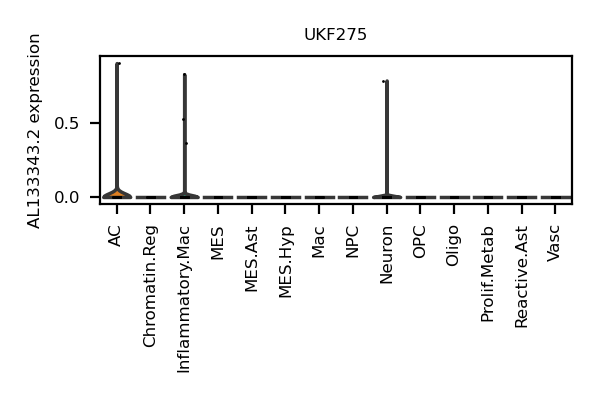 UKF275
AL133343.2 expression
0.5
0.0
AC
Chromatin.Reg
Inflammatory.Mac
MES
MES.Ast
MES.Hyp
Mac
NPC
Neuron
OPC
Oligo
Prolif.Metab
Reactive.Ast
Vasc